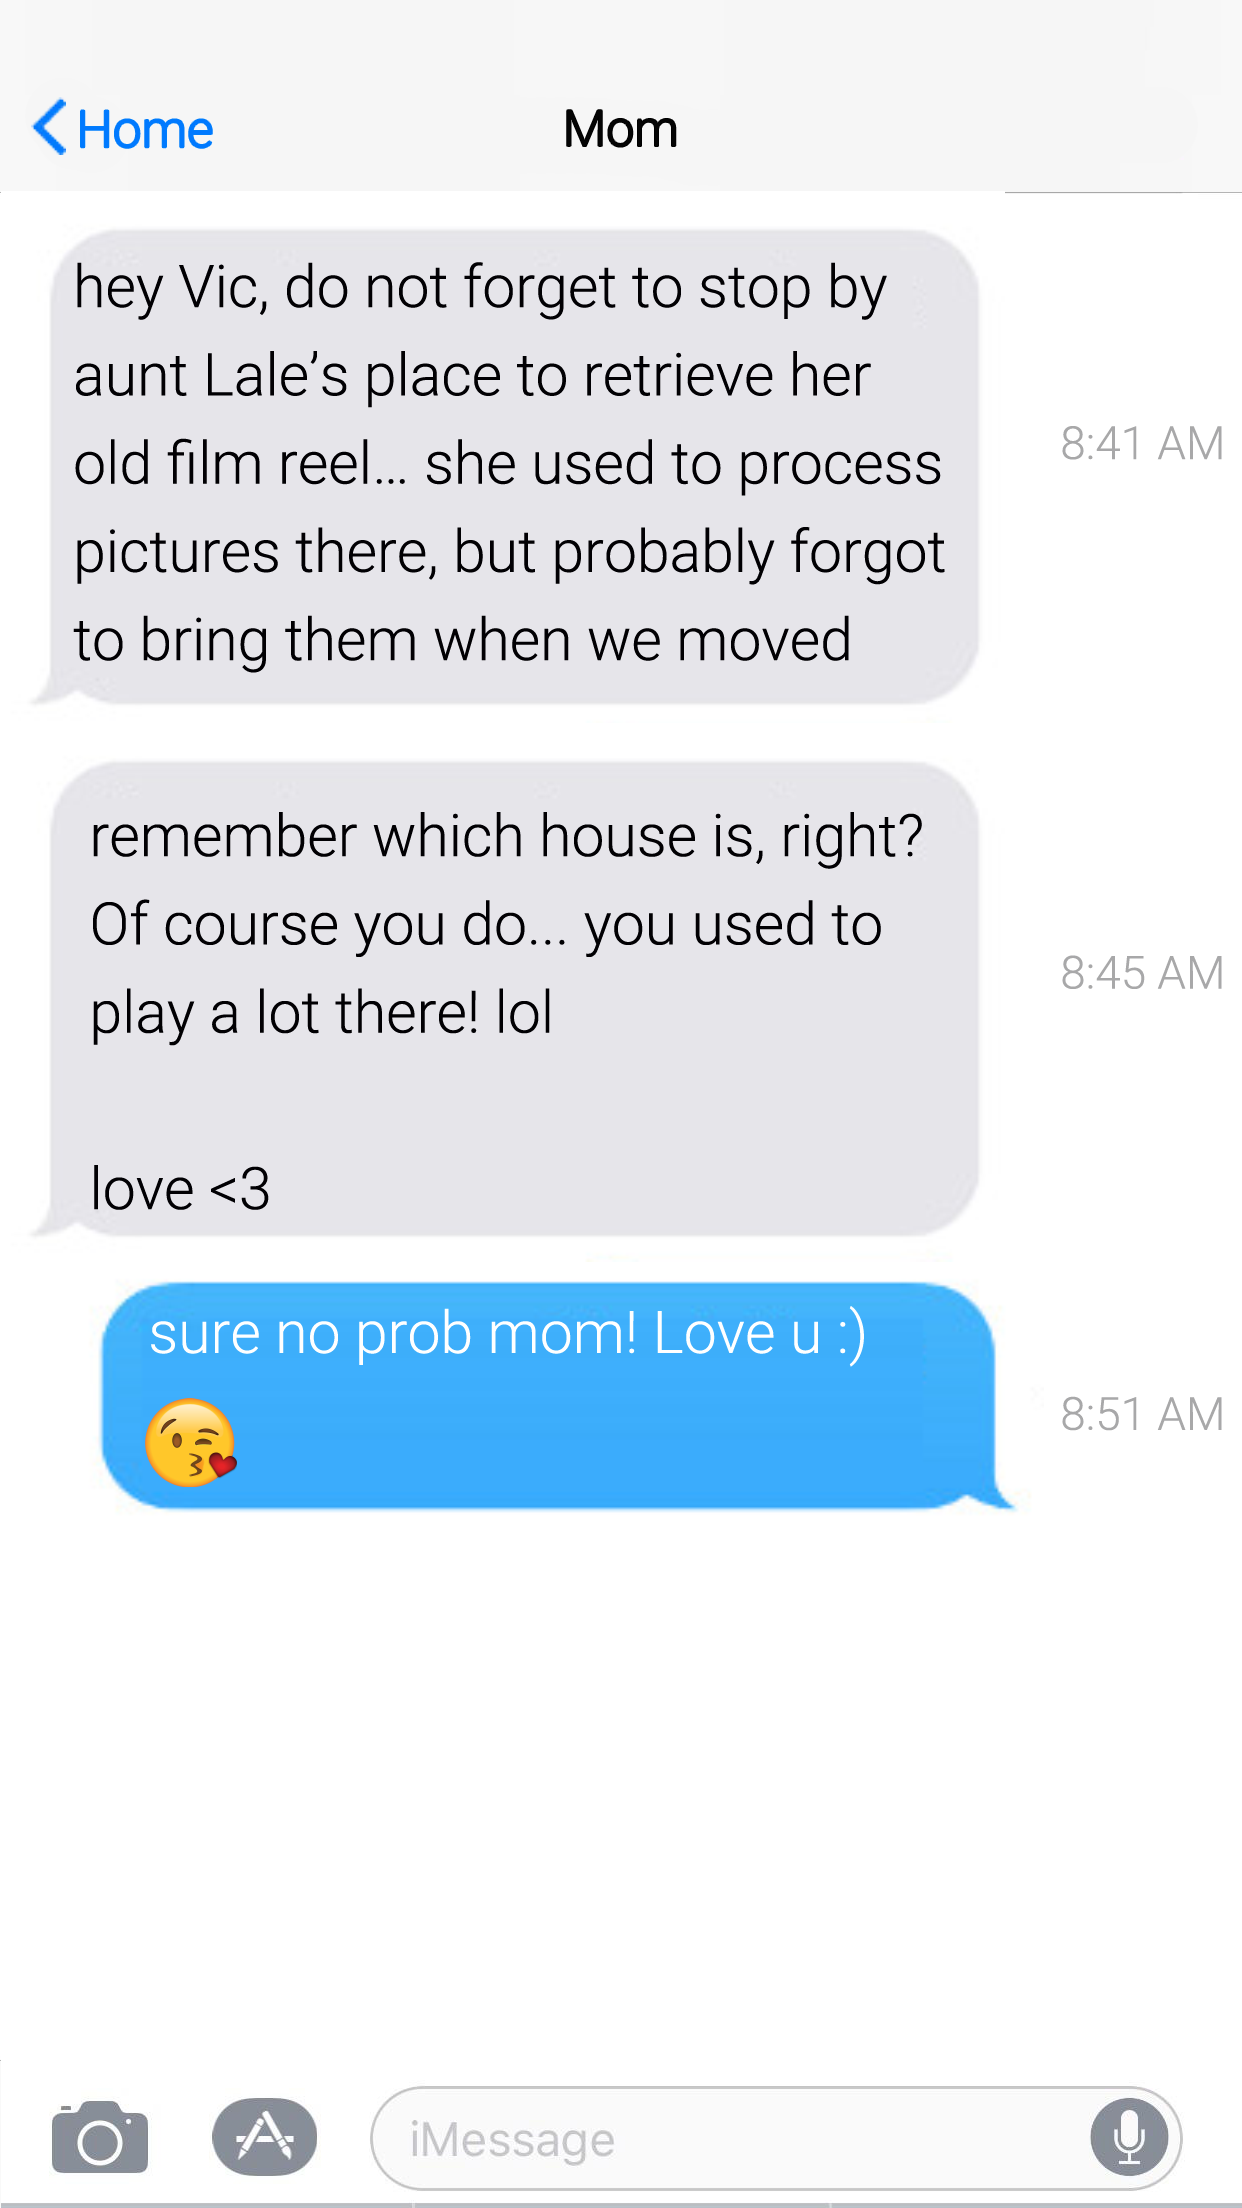 Home
Mom
hey Vic, do not forget to stop by
aunt Lale’s place to retrieve her
old film reel... she used to process
pictures there, but probably forgot
to bring them when we moved
8:41 AM
remember which house is, right?
Of course you do... you used to
play a lot there! lol
love <3
8:45 AM
sure no prob mom! Love u :)
😘
8:51 AM
iMessage